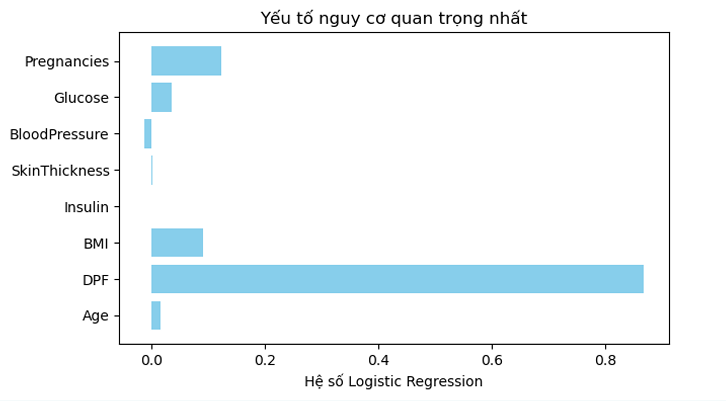 Yếu tố nguy cơ quan trọng nhất
Pregnancies
Glucose
BloodPressure
SkinThickness
Insulin
BMI
DPF
Age
0.0 0.2 0.4 0.6 0.8
Hệ số Logistic Regression